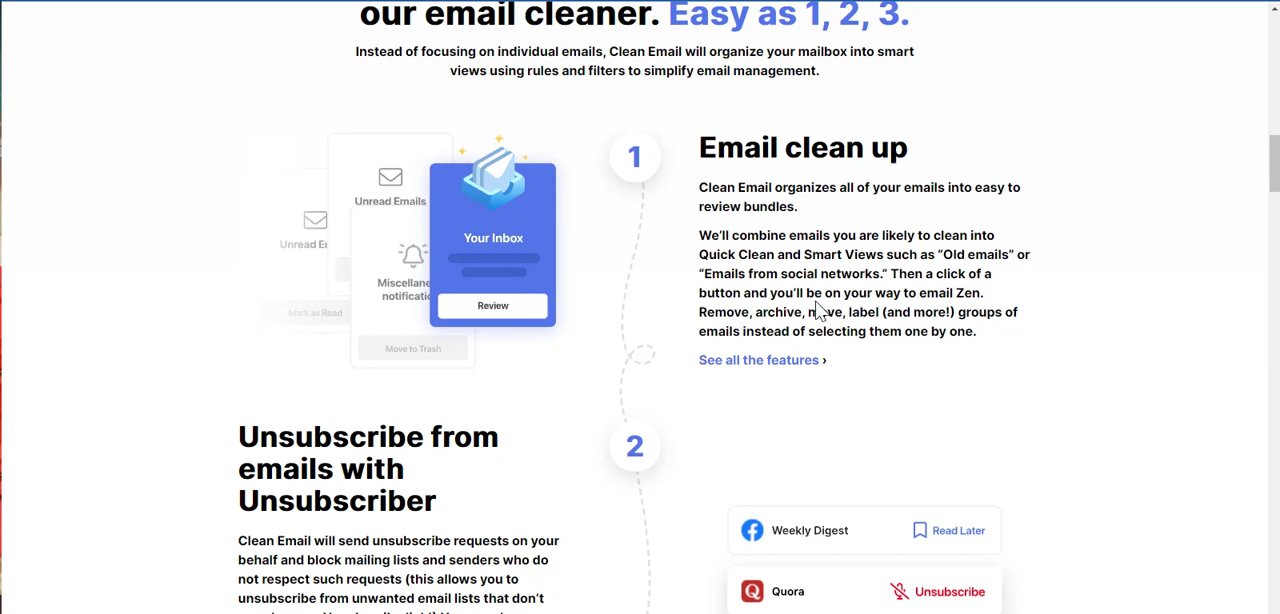 our email cleaner. Easy as 1, 2, 3.
Instead of focusing on individual emails, Clean Email will organize your mailbox into smart
views using rules and filters to simplify email management.
Unread Emails
Unread
Mark as Read
Miscellane
notificatio
Move to Trash
Your Inbox
Review
1
Email clean up
Clean Email organizes all of your emails into easy to
review bundles.
We’ll combine emails you are likely to clean into
Quick Clean and Smart Views such as “Old emails” or
“Emails from social networks.” Then a click of a
button and you’ll be on your way to email Zen.
Remove, archive, move, label (and more!) groups of
emails instead of selecting them one by one.
See all the features ›
Unsubscribe from
emails with
Unsubscriber
Clean Email will send unsubscribe requests on your
behalf and block mailing lists and senders who do
not respect such requests (this allows you to
unsubscribe from unwanted email lists that don’t
2
Weekly Digest Read Later
Quora Unsubscribe